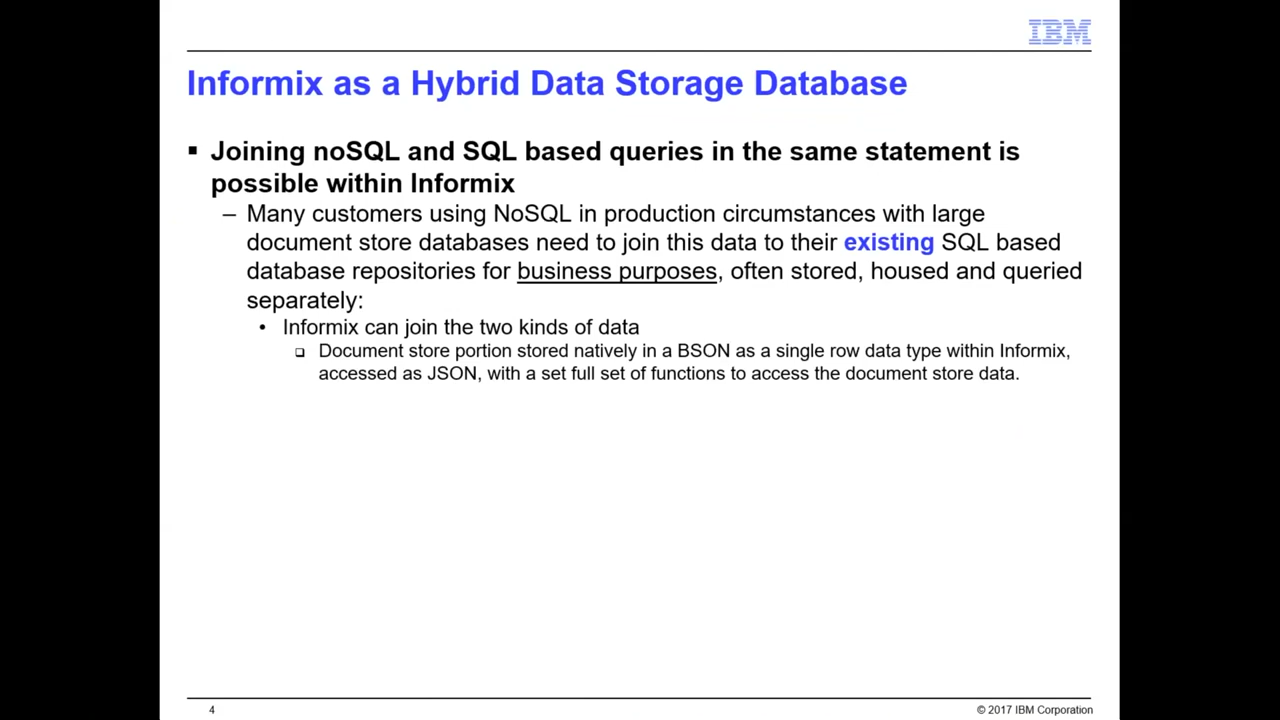 IBM
Informix as a Hybrid Data Storage Database
▪ Joining noSQL and SQL based queries in the same statement is
possible within Informix
– Many customers using NoSQL in production circumstances with large
document store databases need to join this data to their existing SQL based
database repositories for business purposes, often stored, housed and queried
separately:
• Informix can join the two kinds of data
❑ Document store portion stored natively in a BSON as a single row data type within Informix,
accessed as JSON, with a set full set of functions to access the document store data.
4
© 2017 IBM Corporation